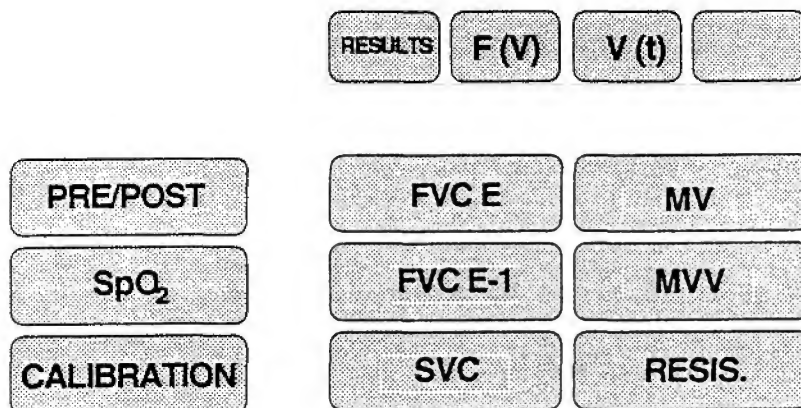 RESULTS F (V) V (t)
PRE/POST FVC E MV
SpO₂ FVC E-1 MVV
CALIBRATION SVC RESIS.